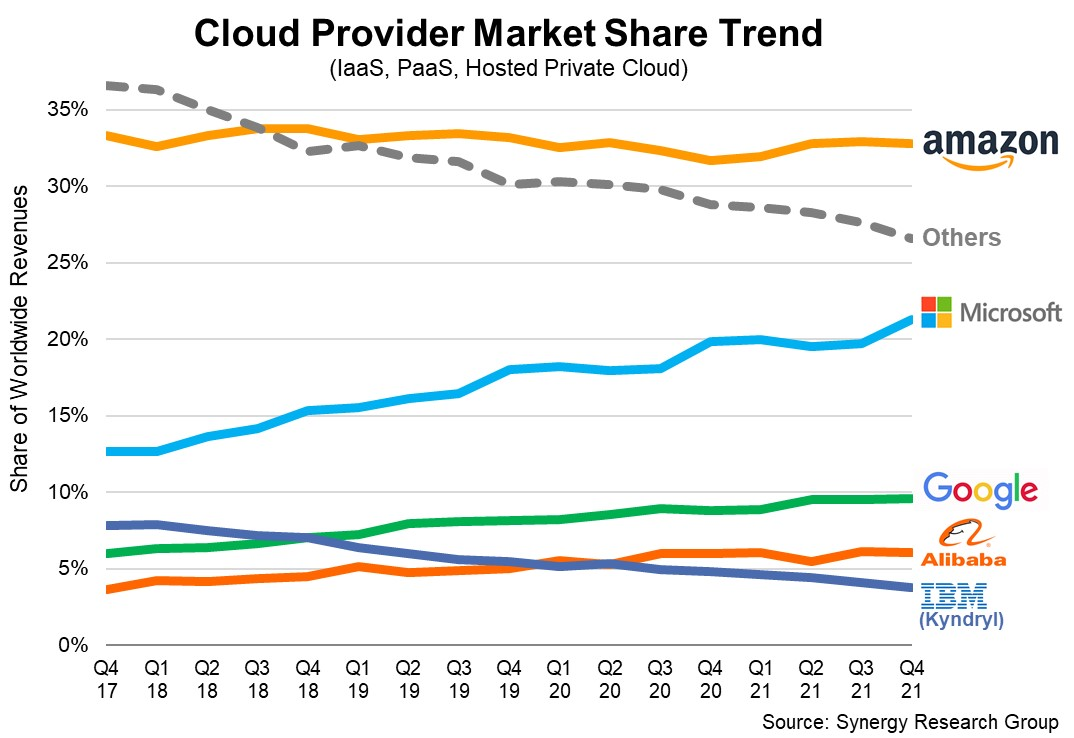 Cloud Provider Market Share Trend
(IaaS, PaaS, Hosted Private Cloud)
Share of Worldwide Revenues
35%
30%
25%
20%
15%
10%
5%
0%
amazon
Others
Microsoft
Google
Alibaba
IBM
(Kyndryl)
Q4 Q1 Q2 Q3 Q4 Q1 Q2 Q3 Q4 Q1 Q2 Q3 Q4 Q1 Q2 Q3 Q4
17 18 18 18 18 19 19 19 19 20 20 20 20 21 21 21 21
Source: Synergy Research Group